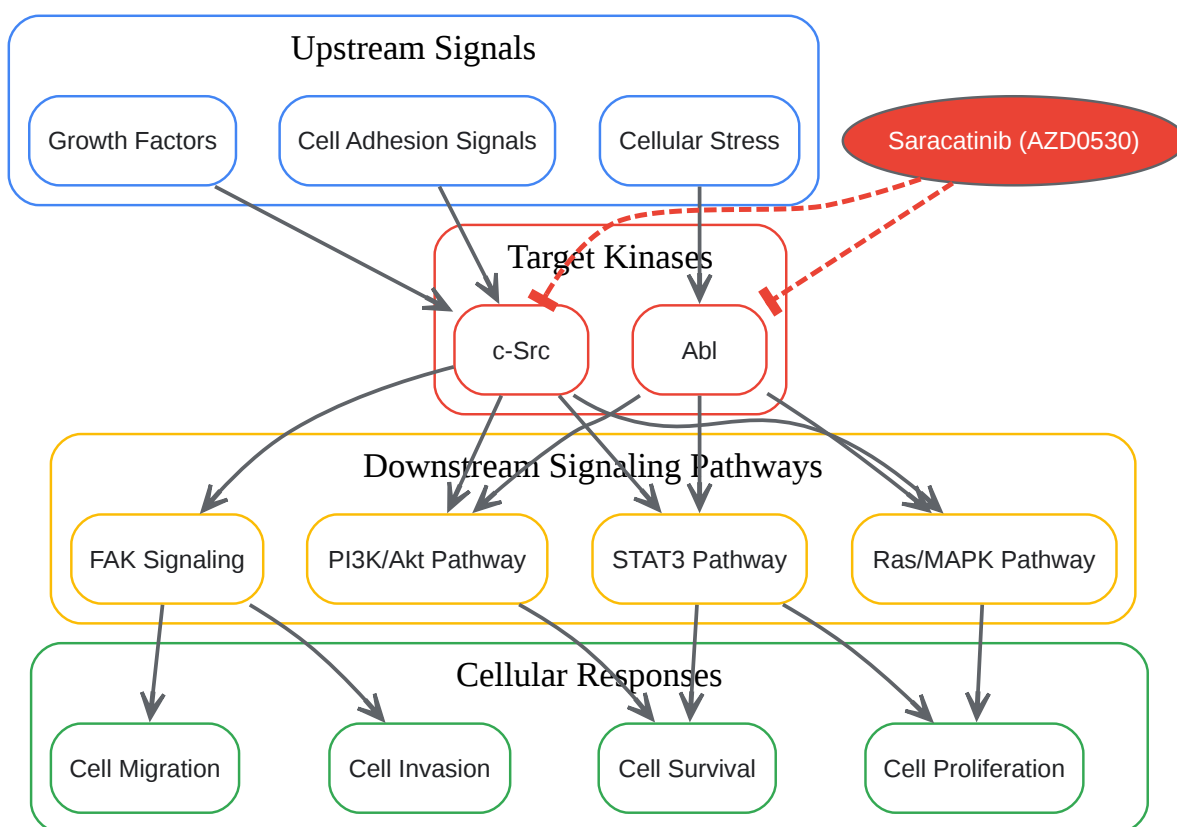 Upstream Signals
Growth Factors
Cell Adhesion Signals
Cellular Stress
Saracatinib (AZD0530)
Target Kinases
c-Src
Abl
Downstream Signaling Pathways
FAK Signaling
PI3K/Akt Pathway
STAT3 Pathway
Ras/MAPK Pathway
Cellular Responses
Cell Migration
Cell Invasion
Cell Survival
Cell Proliferation